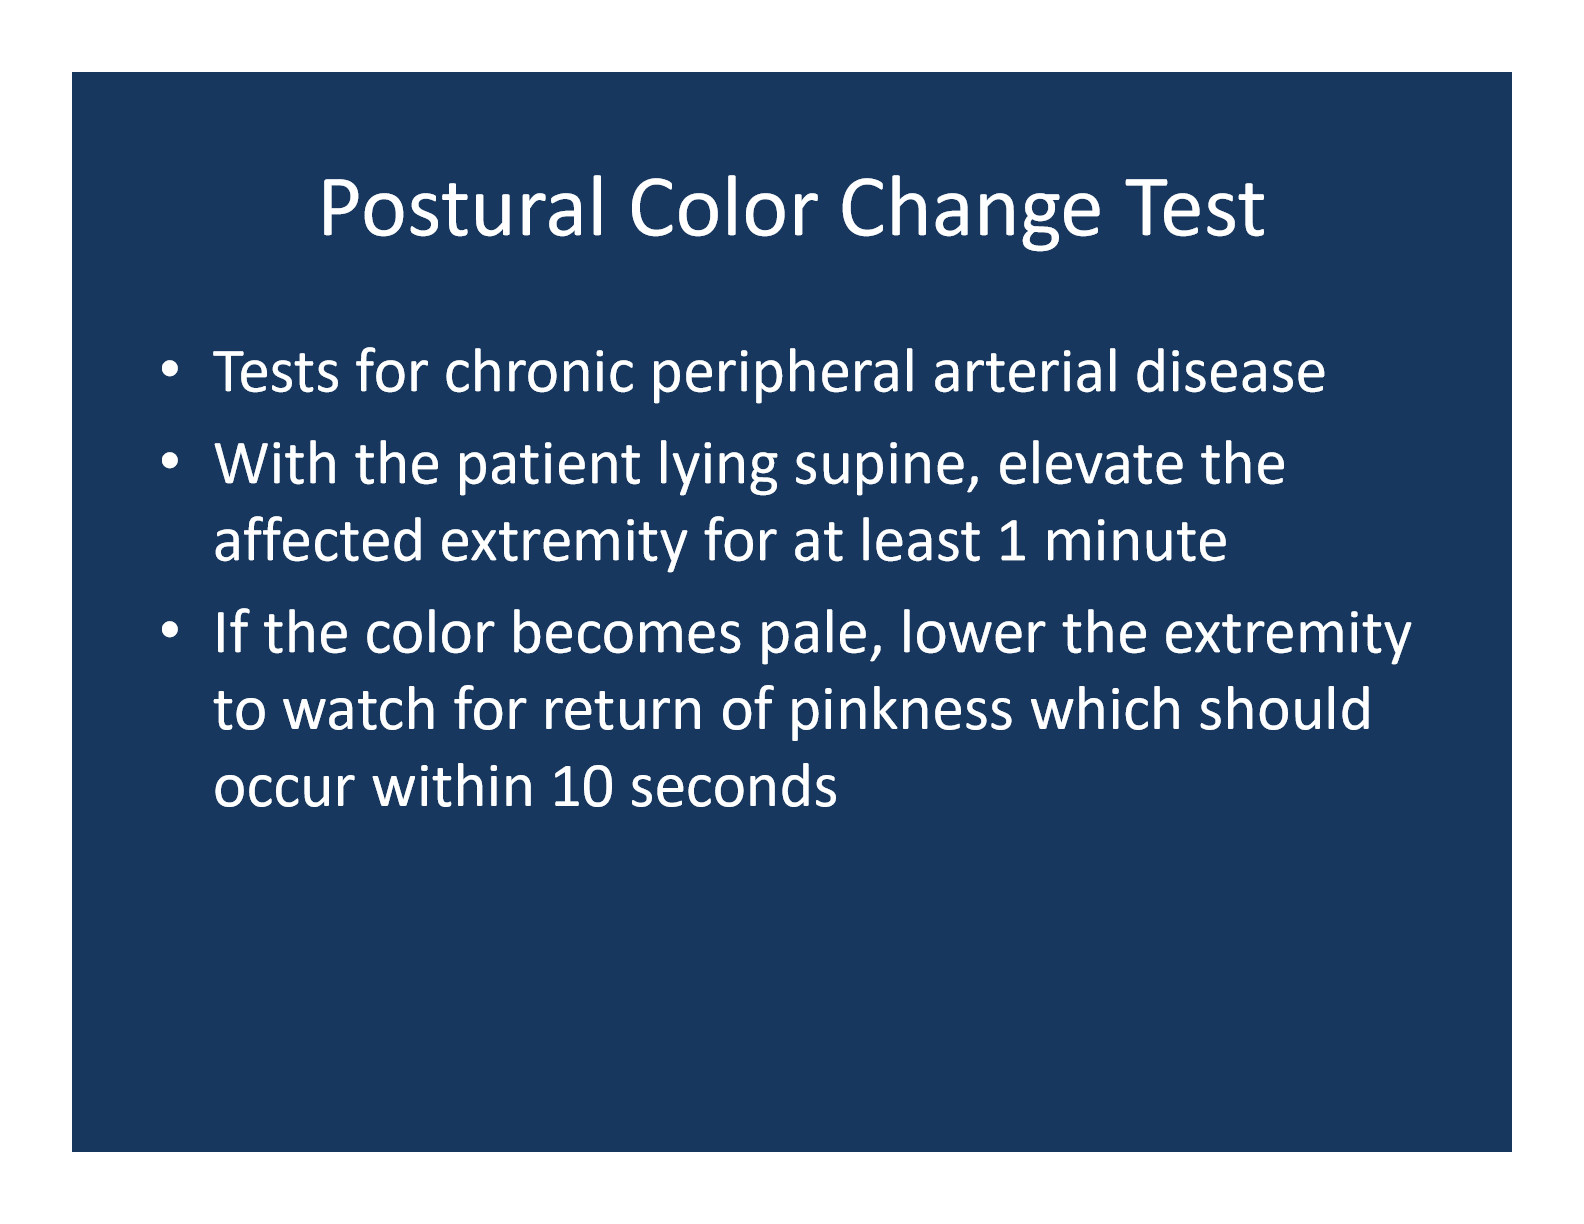 Postural Color Change Test
• Tests for chronic peripheral arterial disease
• With the patient lying supine, elevate the
affected extremity for at least 1 minute
• If the color becomes pale, lower the extremity
to watch for return of pinkness which should
occur within 10 seconds